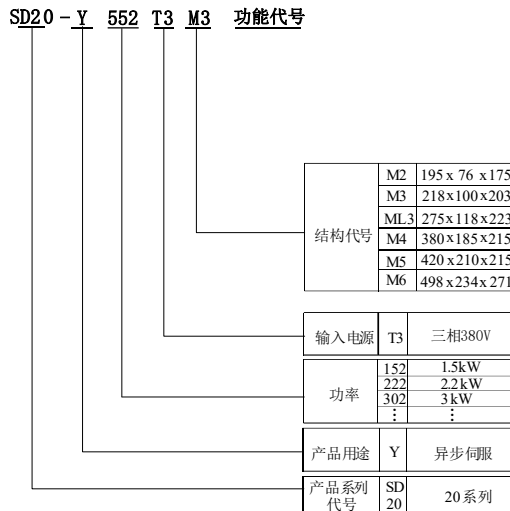 SD20-Y 552 T3 M3 功能代号
结构代号
M2 195x 76 x175
M3 218x100x203
ML3 275x118x223
M4 380x185x215
M5 420x210x215
M6 498x234x271
输入电源 T3 三相380V
功率
152 1.5kW
222 2.2kW
302 3kW
⋮ ⋮
产品用途 Y 异步伺服
产品系列
代号
SD
20
20系列